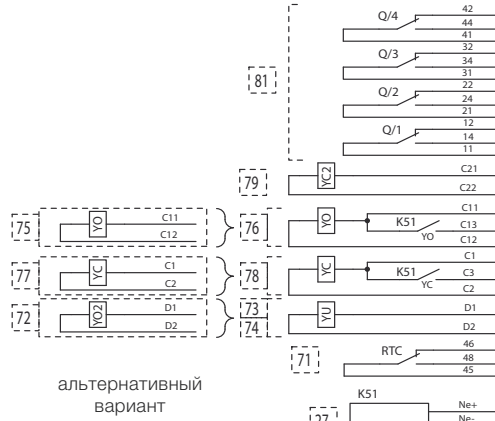 42
Q/4
44
41
32
Q/3
34
31
81
22
Q/2
24
21
12
Q/1
14
11
79
YC2
C21
C22
75
YO
C11
C12
76
YO
C11
K51
C13
YO
C12
77
YC
C1
C2
78
YC
C1
K51
C3
YC
C2
72
YO2
D1
D2
73
74
YU
D1
D2
71
RTC
46
48
45
альтернативный
вариант
K51
27
Ne+
Ne-